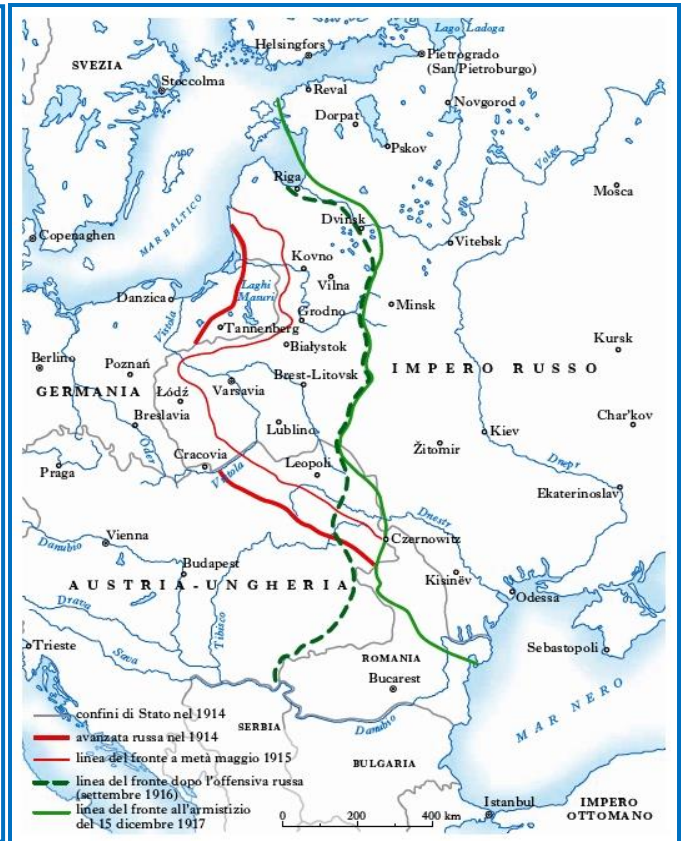 Lago Ladoga
Helsingfors
Pietrogrado
(San Pietroburgo)
SVEZIA
Stoccolma
Reval
Novgorod
Dorpat
Pskov
Volga
Riga
Mosca
MAR BALTICO
Dvinsk
Copenaghen
Vitebsk
Kovno
Vilna
Laghi
Masuri
Danzica
Grodno
Minsk
Vistola
Tannenberg
Białystok
Kursk
Berlino
Poznań
IMPERO RUSSO
Varsavia
Brest-Litovsk
GERMANIA
Łódź
Breslavia
Char'kov
Lublino
Kiev
Oder
Žitomir
Cracovia
Leopoli
Dnepr
Praga
Vistola
Ekaterinoslav
Dnestr
Vienna
Czernowitz
Danubio
Budapest
Kisinëv
AUSTRIA-UNGHERIA
Odessa
Drava
Tibisco
Trieste
Sava
Sebastopoli
ROMANIA
Bucarest
MAR NERO
confini di Stato nel 1914
SERBIA
Danubio
avanzata russa nel 1914
linea del fronte a metà maggio 1915
BULGARIA
linea del fronte dopo l'offensiva russa
(settembre 1916)
linea del fronte all'armistizio
del 15 dicembre 1917
Istanbul
IMPERO
OTTOMANO
0 200 400 km